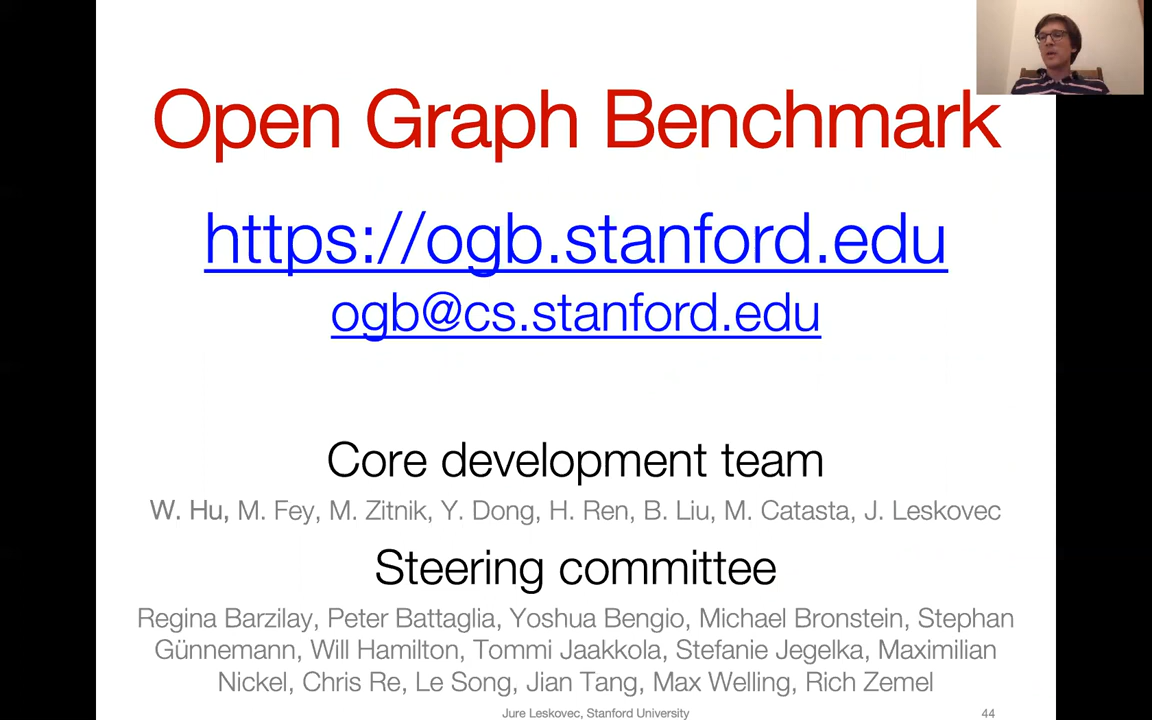 Open Graph Benchmark
https://ogb.stanford.edu
ogb@cs.stanford.edu
Core development team
W. Hu, M. Fey, M. Zitnik, Y. Dong, H. Ren, B. Liu, M. Catasta, J. Leskovec
Steering committee
Regina Barzilay, Peter Battaglia, Yoshua Bengio, Michael Bronstein, Stephan
Günnemann, Will Hamilton, Tommi Jaakkola, Stefanie Jegelka, Maximilian
Nickel, Chris Re, Le Song, Jian Tang, Max Welling, Rich Zemel
Jure Leskovec, Stanford University
44